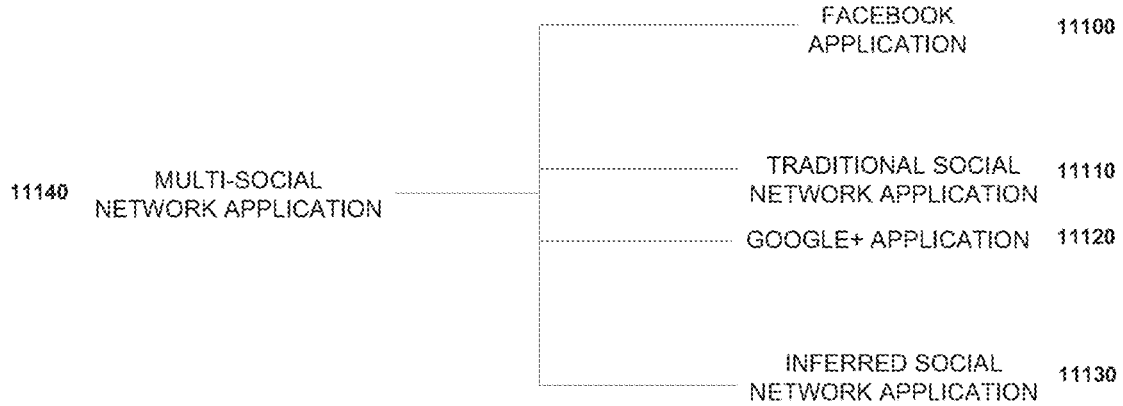 FACEBOOK
APPLICATION
11100
TRADITIONAL SOCIAL
NETWORK APPLICATION
11110
11140
MULTI-SOCIAL
NETWORK APPLICATION
GOOGLE+ APPLICATION
11120
INFERRED SOCIAL
NETWORK APPLICATION
11130